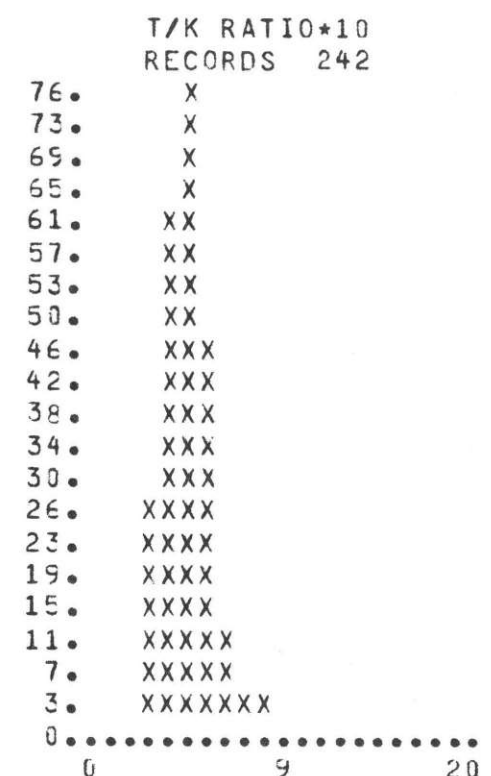 T/K RATIO*10
RECORDS 242
76. X
73. X
69. X
65. X
61. XX
57. XX
53. XX
50. XX
46. XXX
42. XXX
38. XXX
34. XXX
30. XXX
26. XXXX
23. XXXX
19. XXXX
15. XXXX
11. XXXXX
7. XXXXX
3. XXXXXXX
0.....................
0 9 20